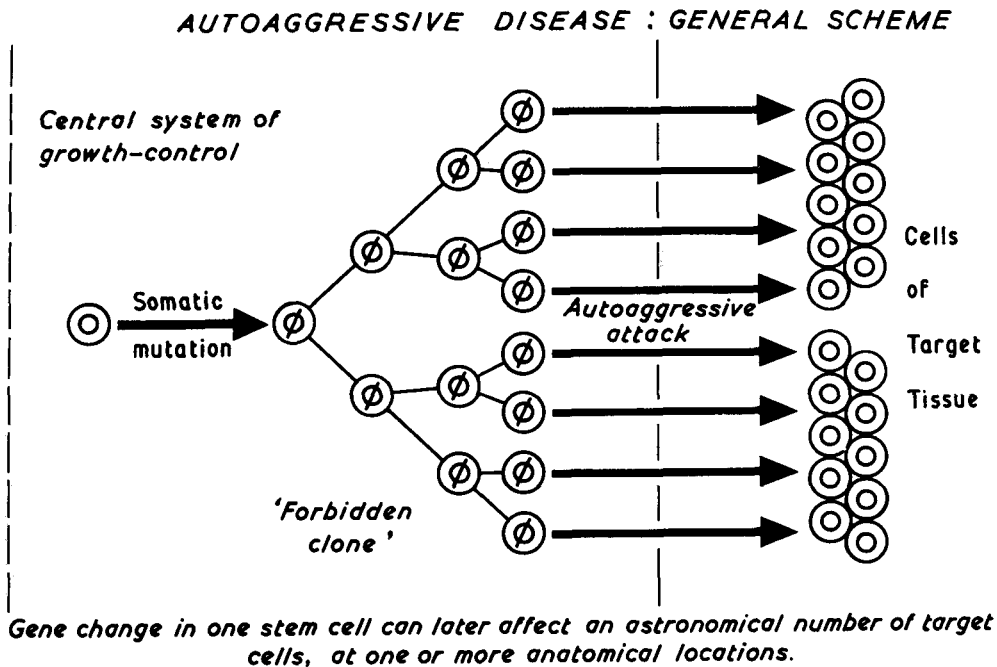 AUTOAGGRESSIVE DISEASE : GENERAL SCHEME
Central system of
growth-control
Somatic
mutation
'Forbidden
clone'
Autoaggressive
attack
Cells
of
Target
Tissue
Gene change in one stem cell can later affect an astronomical number of target
cells, at one or more anatomical locations.